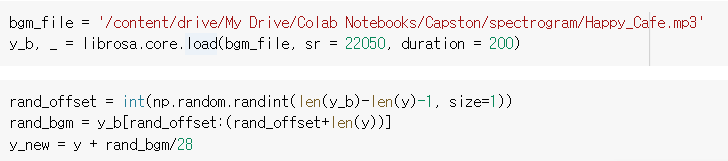 bgm_file = '/content/drive/My Drive/Colab Notebooks/Capston/spectrogram/Happy_Cafe.mp3'
y_b, _ = librosa.core.load(bgm_file, sr = 22050, duration = 200)
rand_offset = int(np.random.randint(len(y_b)-len(y)-1, size=1))
rand_bgm = y_b[rand_offset:(rand_offset+len(y))]
y_new = y + rand_bgm/28